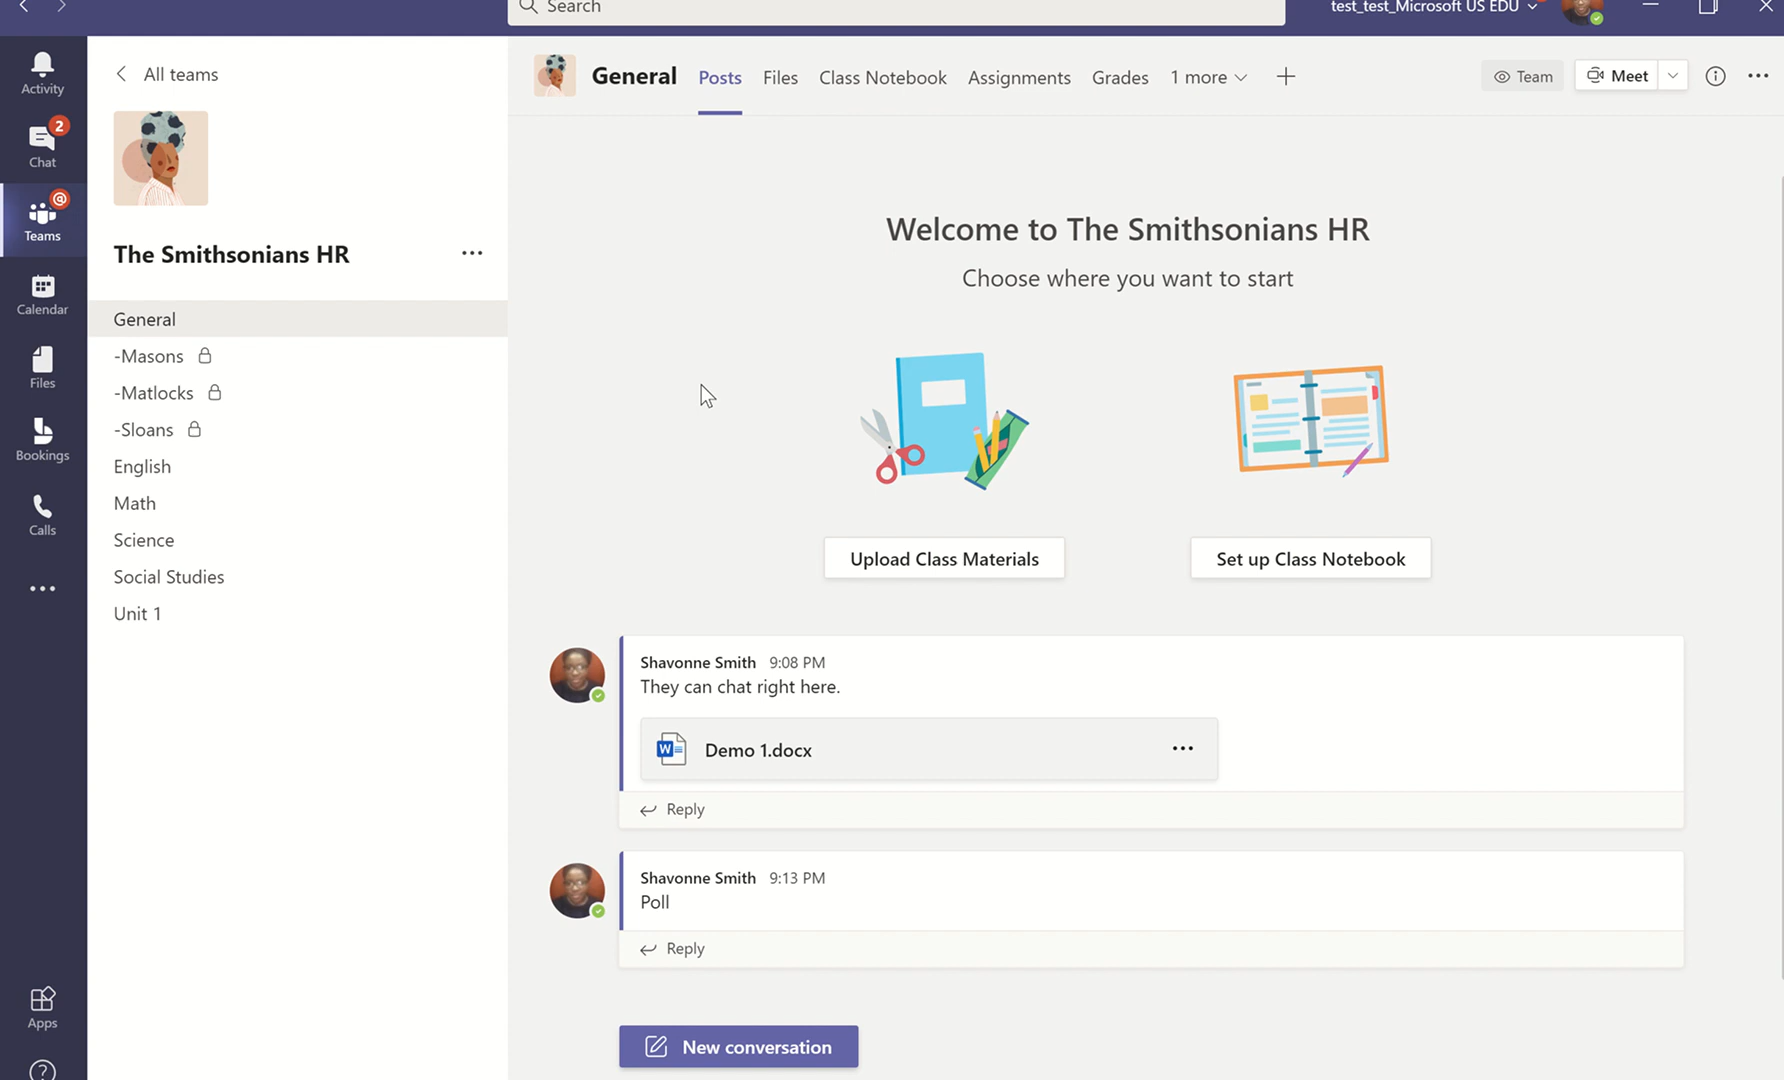 Search
test_test_Microsoft US EDU
Activity
2
Chat
@
Teams
Calendar
Files
Bookings
Calls
Apps
?
All teams
The Smithsonians HR
General
-Masons
-Matlocks
-Sloans
English
Math
Science
Social Studies
Unit 1
General Posts Files Class Notebook Assignments Grades 1 more
Team
Meet
Welcome to The Smithsonians HR
Choose where you want to start
Upload Class Materials
Set up Class Notebook
Shavonne Smith 9:08 PM
They can chat right here.
W
Demo 1.docx
Reply
Shavonne Smith 9:13 PM
Poll
Reply
New conversation